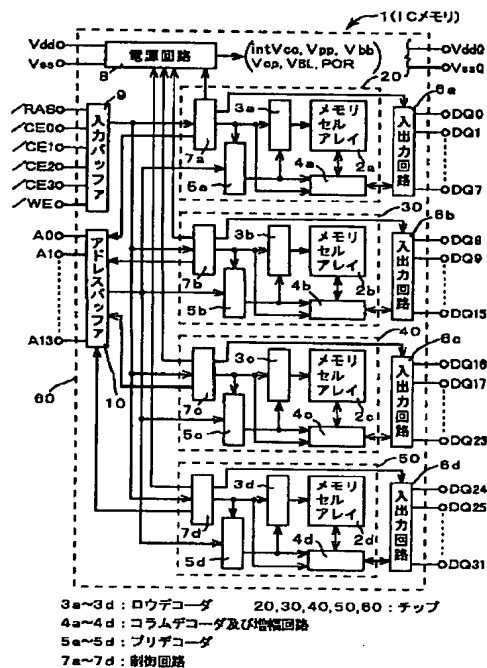 1(ICメモリ)
Vdd
Vss
電源回路
8
(intVcc, Vpp, Vbb
Vcp, VBL, POR)
VddQ
VssQ
20
6a
9
/RAS
/CE0
/CE1
/CE2
/CE3
/WE
入力バッファ
3a
メモリ
セル
アレイ
2a
7a
4a
5a
入出力回路
DQ0
DQ1
DQ7
30
6b
A0
A1
A13
アドレスバッファ
10
60
3b
メモリ
セル
アレイ
2b
7b
4b
5b
入出力回路
DQ8
DQ9
DQ15
40
6c
3c
メモリ
セル
アレイ
2c
7c
4c
5c
入出力回路
DQ16
DQ17
DQ23
50
6d
3d
メモリ
セル
アレイ
2d
7d
4d
5d
入出力回路
DQ24
DQ25
DQ31
3a~3d:ロウデコーダ 20,30,40,50,60:チップ
4a~4d:コラムデコーダ及び増幅回路
5a~5d:プリデコーダ
7a~7d:制御回路